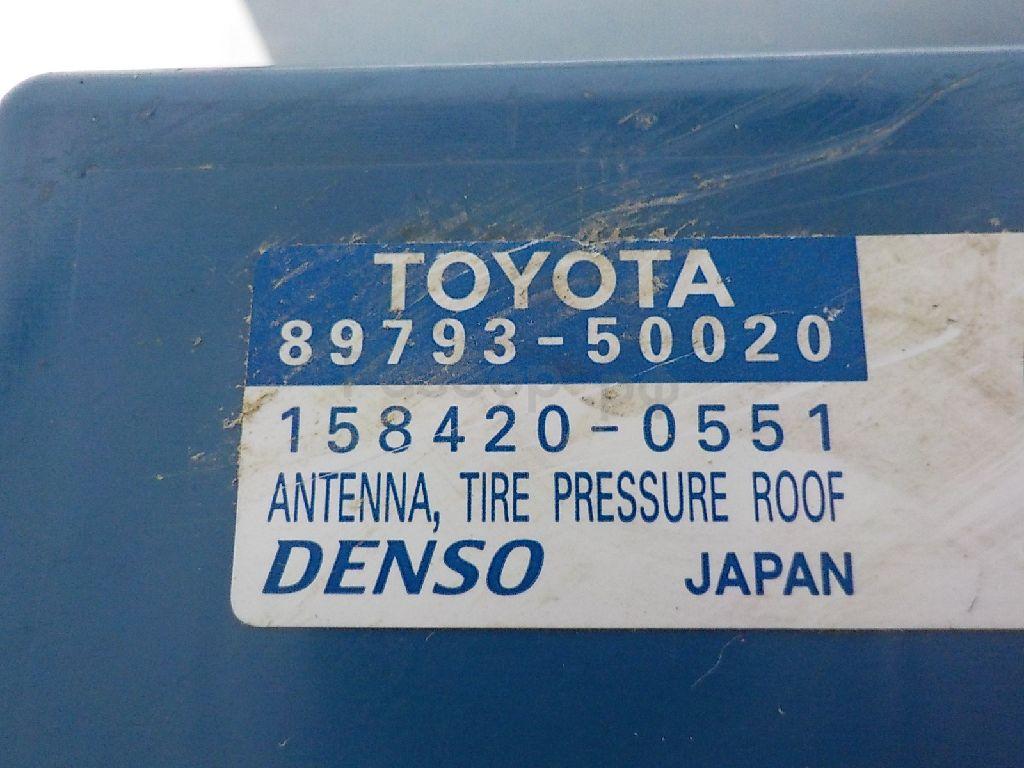 TOYOTA
89793-50020
158420-0551
ANTENNA, TIRE PRESSURE ROOF
DENSO JAPAN